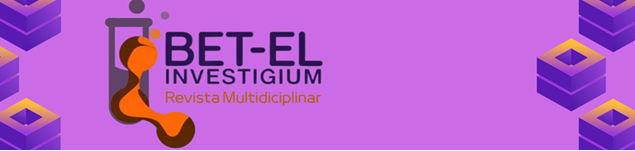 BET-EL
INVESTIGIUM
Revista Multidiciplinar